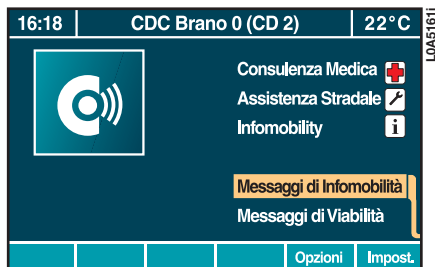 16:18 CDC Brano 0 (CD 2) 22°C
L0A5161i
Consulenza Medica
Assistenza Stradale
Infomobility i
Messaggi di Infomobilità
Messaggi di Viabilità
Opzioni Impost.